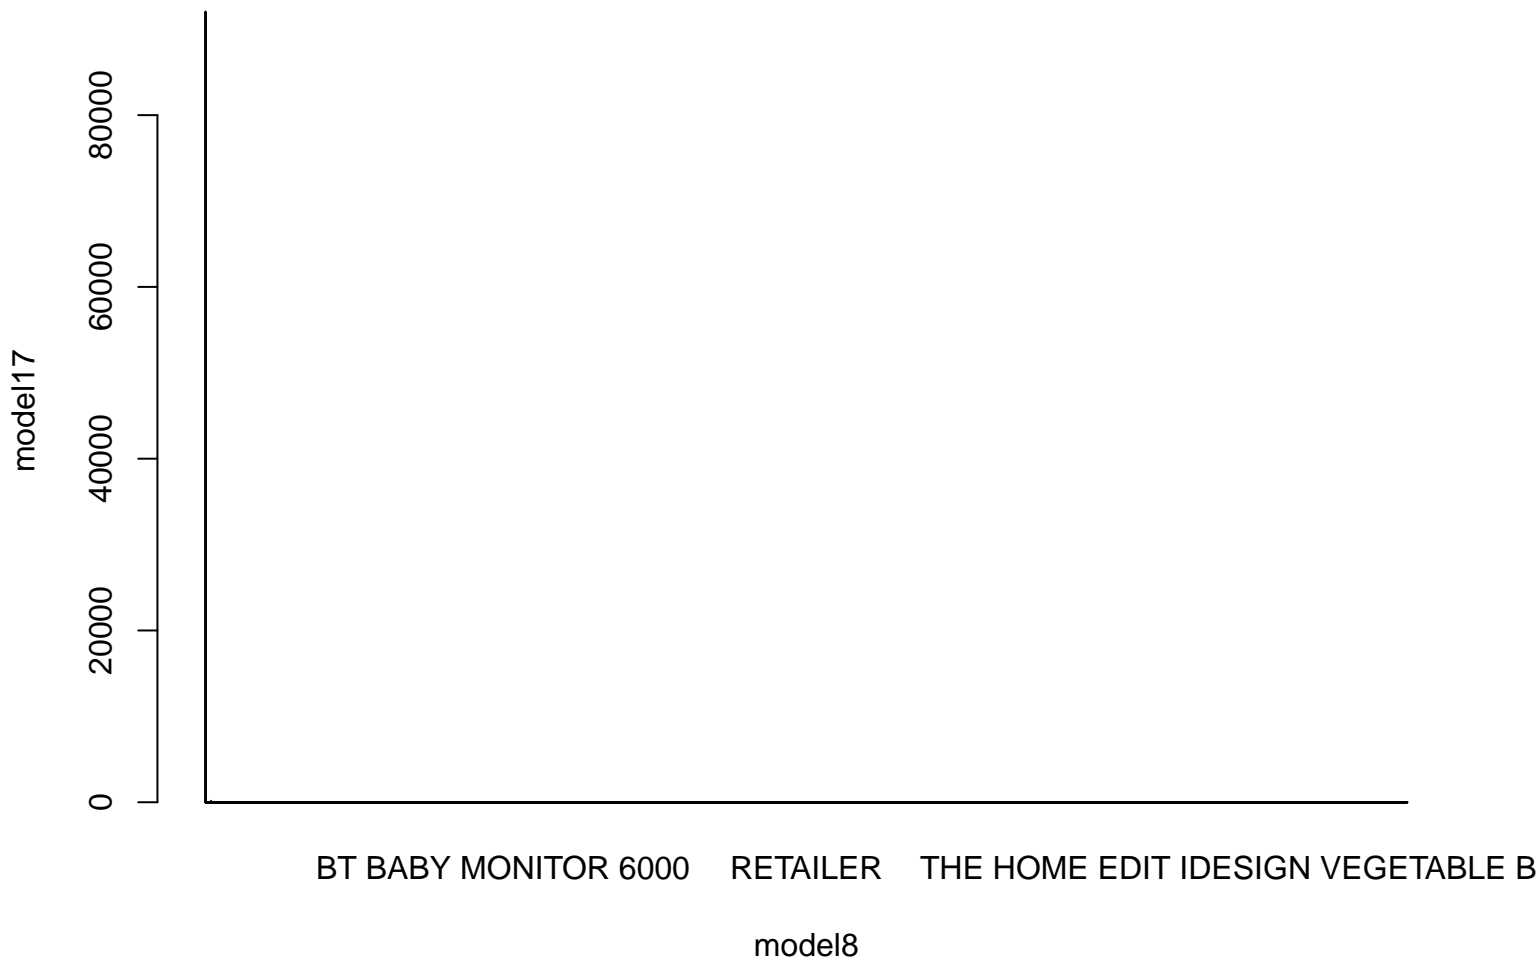 80000
60000
40000
20000
0
model17
BT BABY MONITOR 6000 RETAILER THE HOME EDIT IDESIGN VEGETABLE B
model8